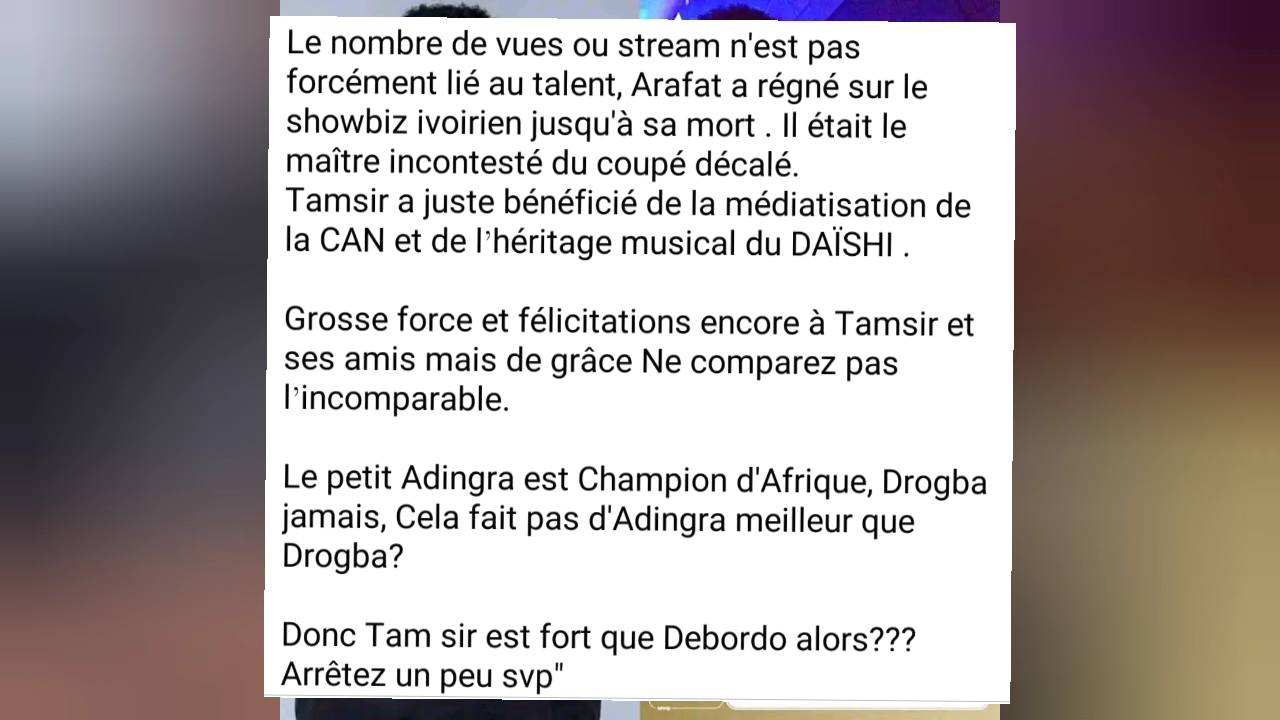 Le nombre de vues ou stream n'est pas
forcément lié au talent, Arafat a régné sur le
showbiz ivoirien jusqu'à sa mort . Il était le
maître incontesté du coupé décalé.
Tamsir a juste bénéficié de la médiatisation de
la CAN et de l’héritage musical du DAÏSHI .
Grosse force et félicitations encore à Tamsir et
ses amis mais de grâce Ne comparez pas
l’incomparable.
Le petit Adingra est Champion d'Afrique, Drogba
jamais, Cela fait pas d'Adingra meilleur que
Drogba?
Donc Tam sir est fort que Debordo alors???
Arrêtez un peu svp"